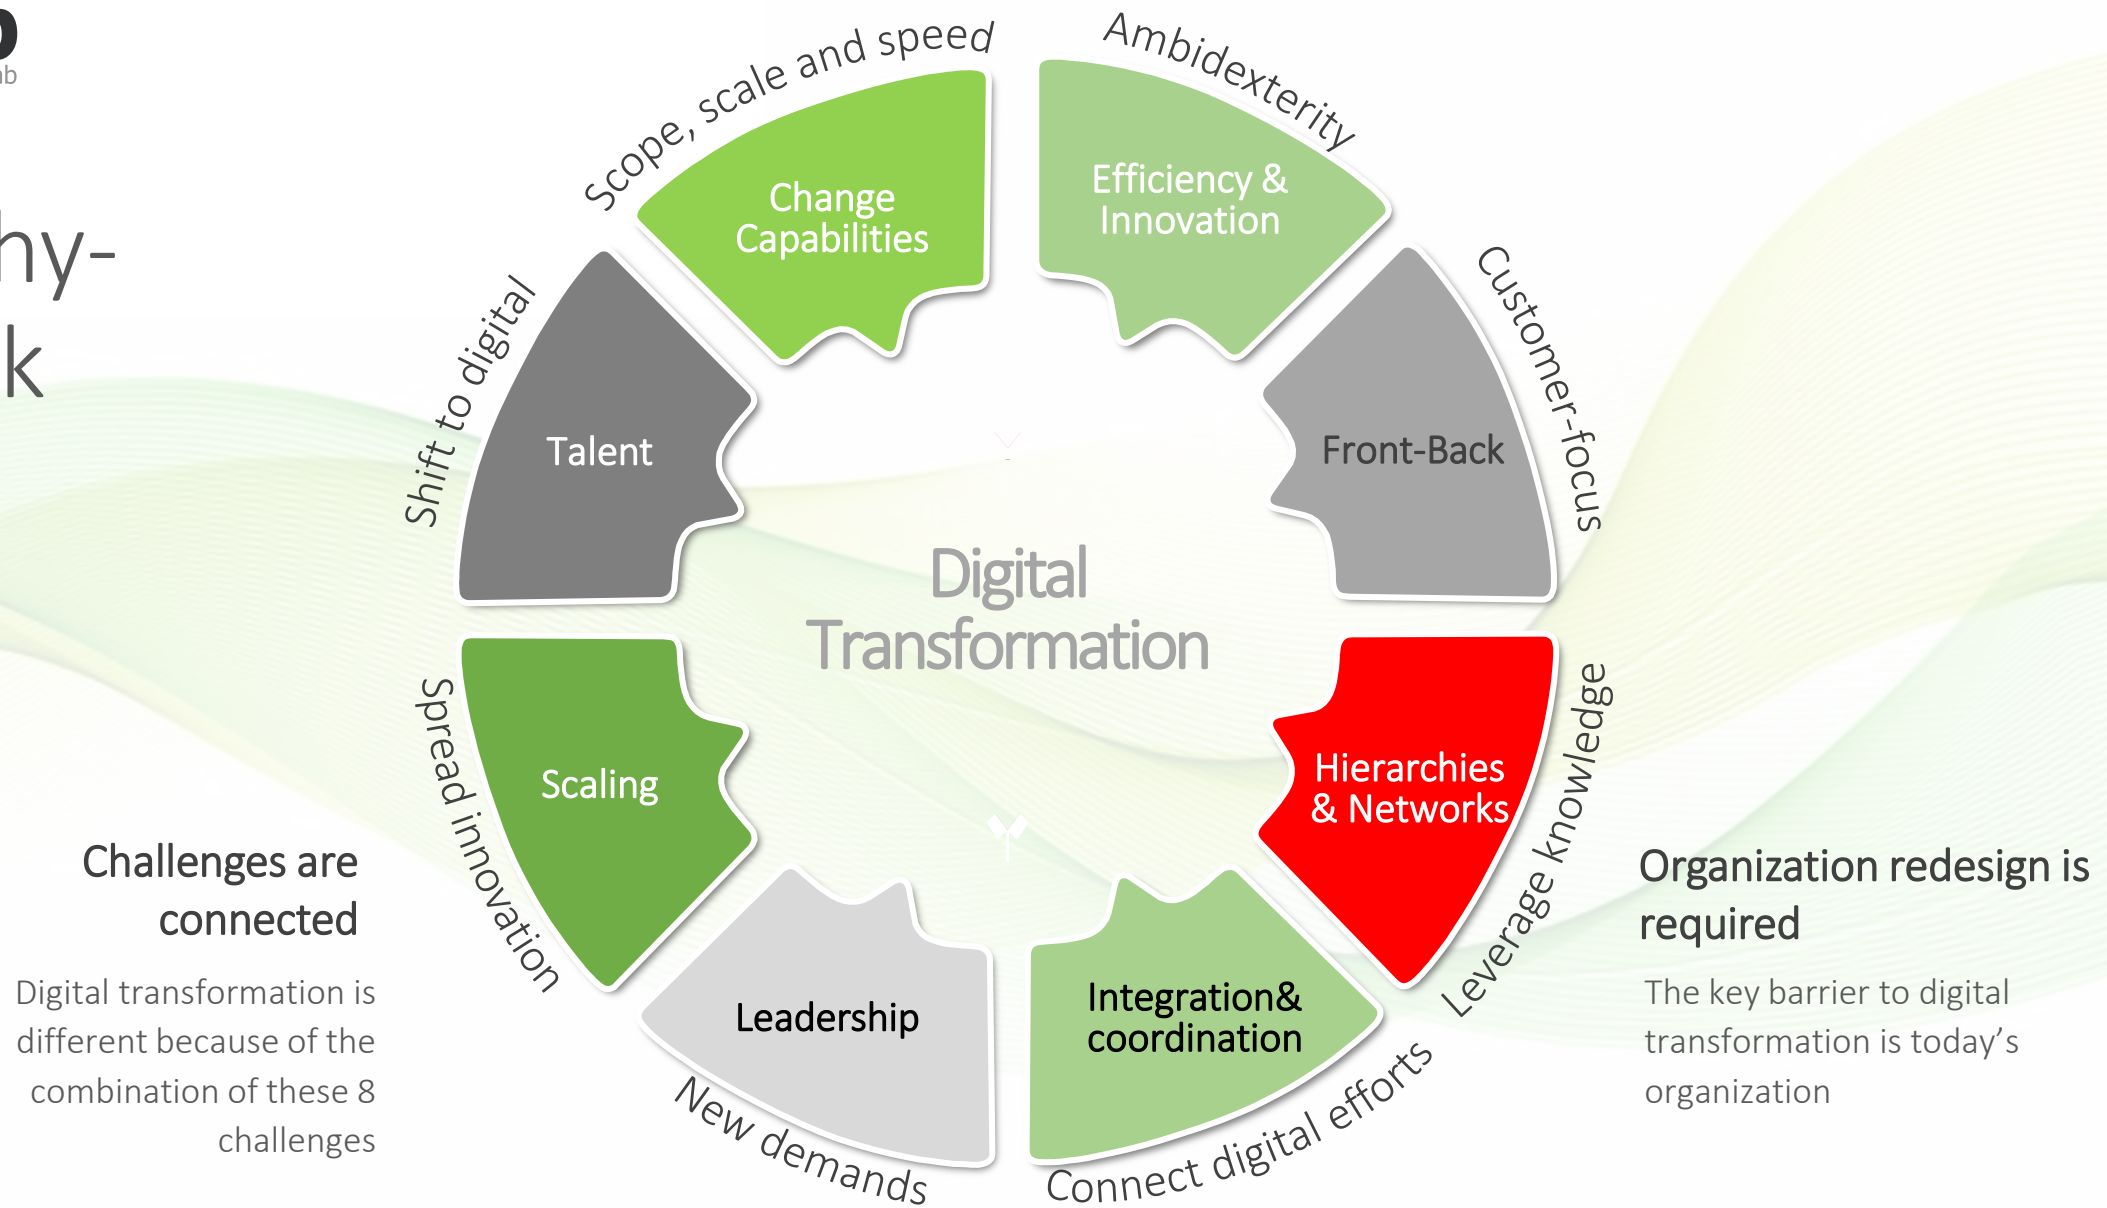 Scope, scale and speed
Ambidexterity
Change
Capabilities
Efficiency &
Innovation
Shift to digital
Customer-focus
Talent
Front-Back
Digital
Transformation
Spread innovation
Leverage knowledge
Scaling
Hierarchies
& Networks
Leadership
Integration&
coordination
New demands
Connect digital efforts
Challenges are
connected
Digital transformation is
different because of the
combination of these 8
challenges
Organization redesign is
required
The key barrier to digital
transformation is today’s
organization